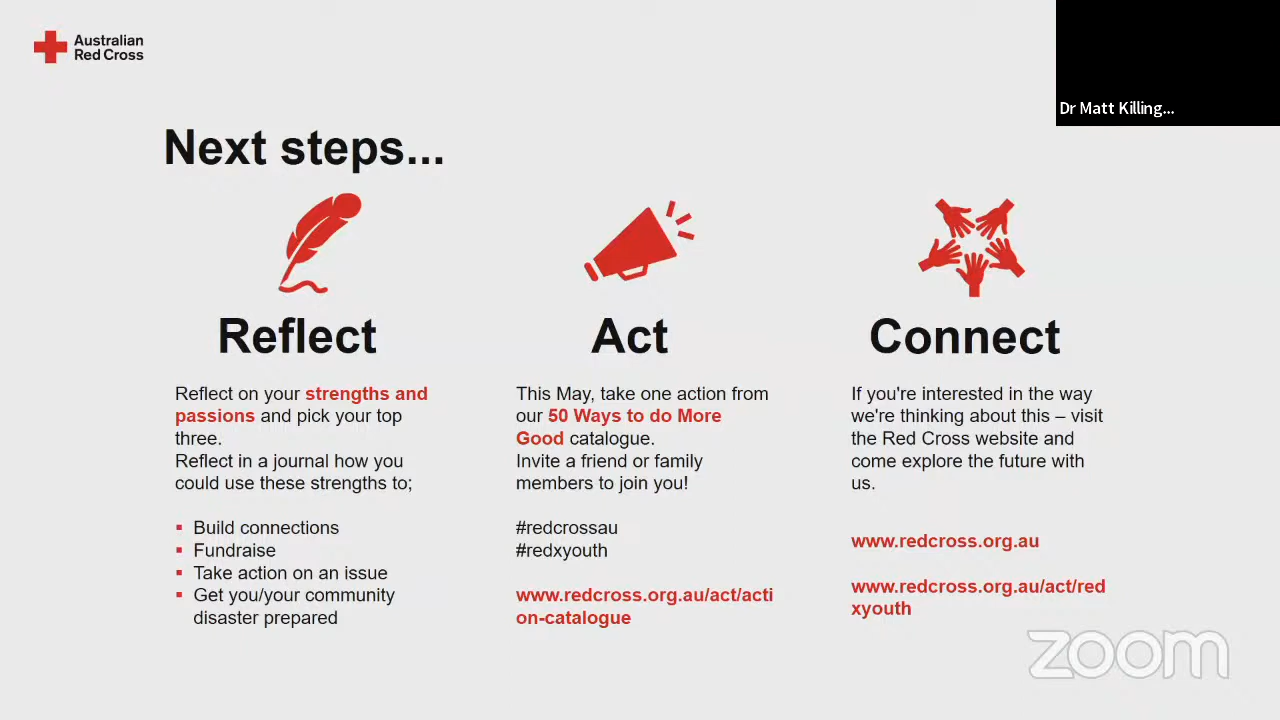 Australian
Red Cross
Dr Matt Killing...
Next steps...
Reflect
Reflect on your strengths and
passions and pick your top
three.
Reflect in a journal how you
could use these strengths to;
▪ Build connections
▪ Fundraise
▪ Take action on an issue
▪ Get you/your community
disaster prepared
Act
This May, take one action from
our 50 Ways to do More
Good catalogue.
Invite a friend or family
members to join you!
#redcrossau
#redxyouth
www.redcross.org.au/act/acti
on-catalogue
Connect
If you're interested in the way
we're thinking about this – visit
the Red Cross website and
come explore the future with
us.
www.redcross.org.au
www.redcross.org.au/act/red
xyouth
zoom